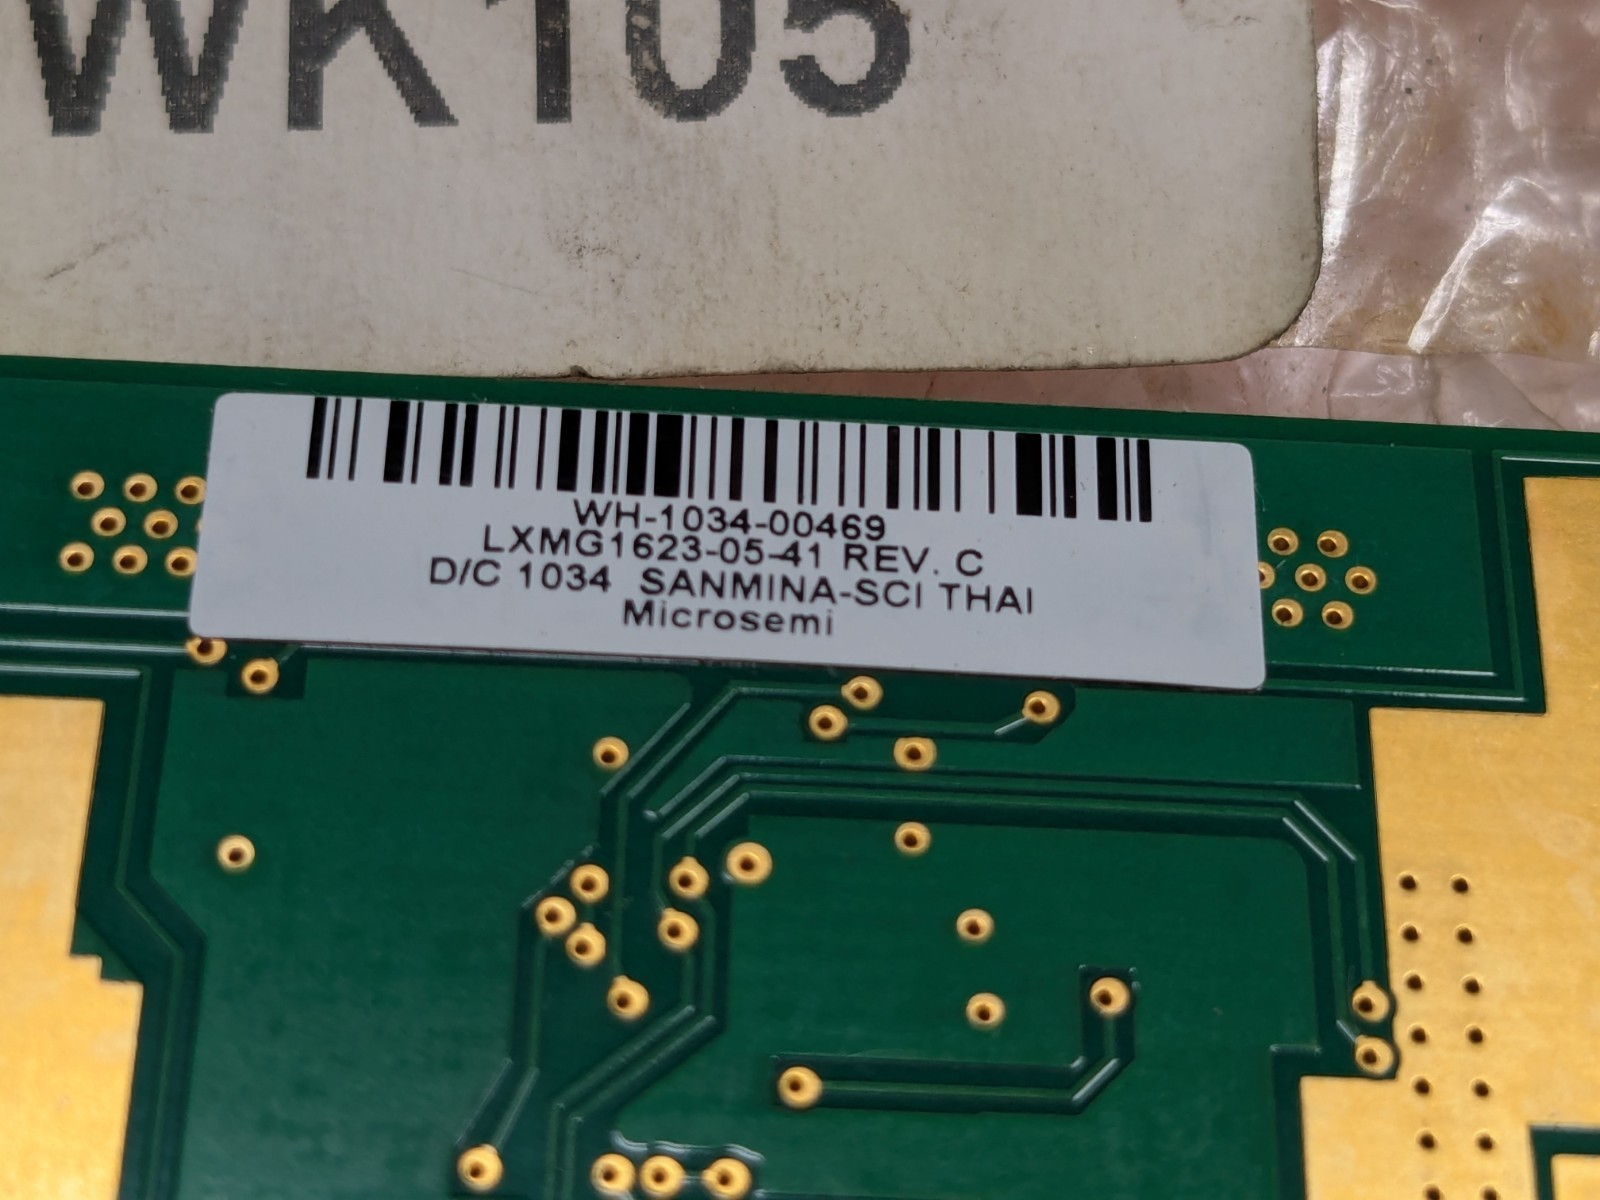 WK105
WH-1034-00469
LXMG1623-05-41 REV. C
D/C 1034 SANMINA-SCI THAI
Microsemi